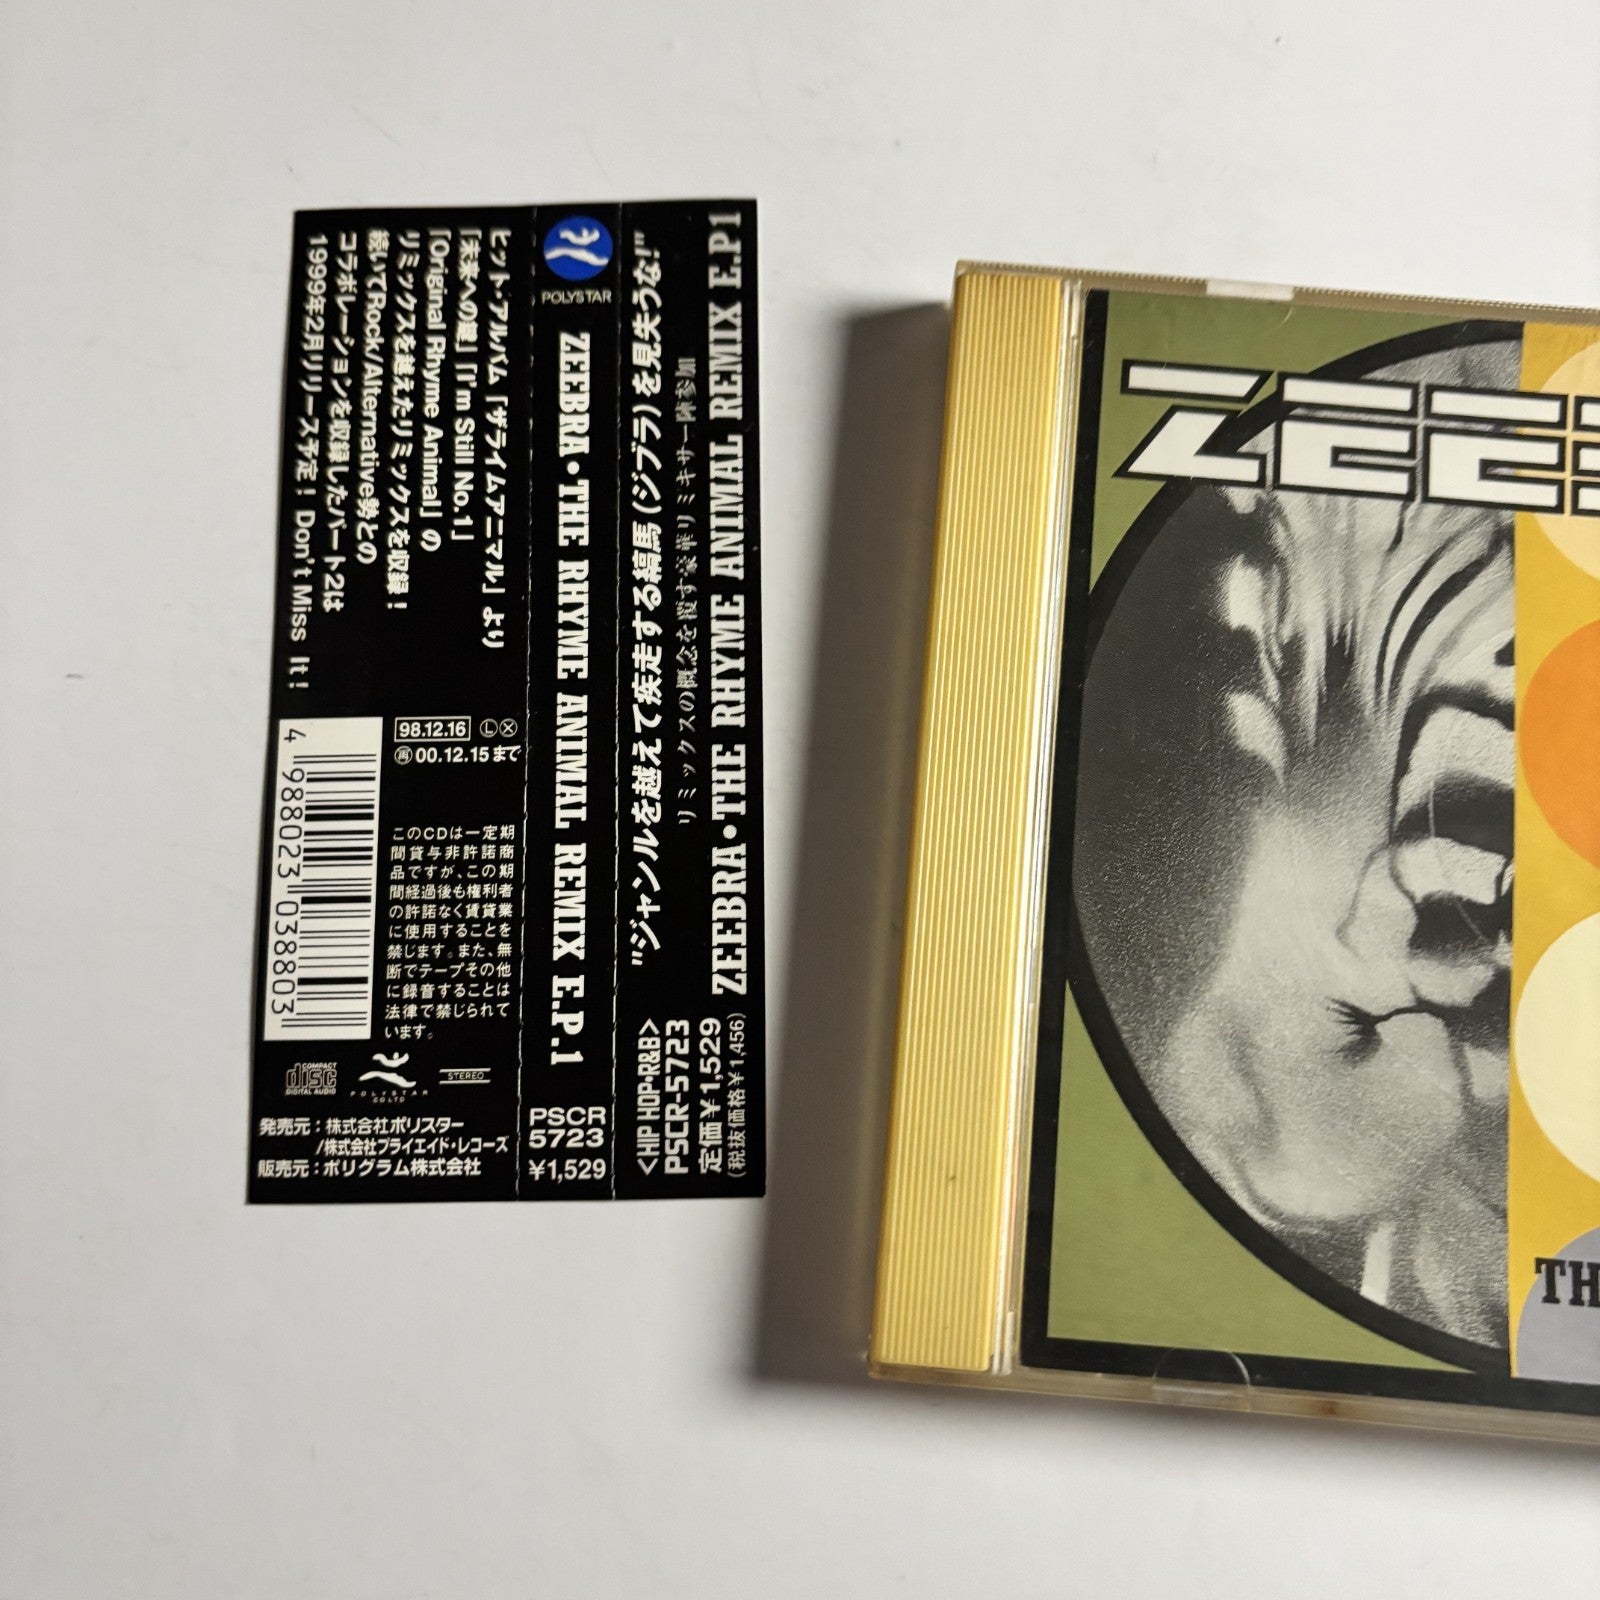 ヒット・アルバム「ザライムアニマル」より
「未来への鍵」「I'm Still No.1」
「Original Rhyme Animal」の
リミックスを越えたリミックスを収録!
続いてRock/Alternative勢との
コラボレーションを収録したパート2は
1999年2月リリース予定! Don't Miss It!
98.12.16 Ⓛ Ⓧ
㊥00.12.15まで
4 988023 038803
このCDは一定期
間貸与非許諾商
品ですが、この期
間経過後も権利者
の許諾なく賃貸業
に使用することを
禁じます。また、無
断でテープその他
に録音することは
法律で禁じられて
います。
COMPACT
disc
DIGITAL AUDIO
POLYSTAR
CO.LTD
STEREO
発売元:株式会社ポリスター
/株式会社プライエイド・レコーズ
販売元:ポリグラム株式会社
POLYSTAR
ZEEBRA・THE RHYME ANIMAL REMIX E.P.1
PSCR
5723
¥1,529
"ジャンルを越えて疾走する縞馬(ジブラ)を見失うな!"
リミックスの概念を覆す豪華リミキサー陣参加
ZEEBRA・THE RHYME ANIMAL REMIX E.P.1
<HIP HOP・R&B>
PSCR-5723
定価¥1,529
(税抜価格¥1,456)
ZEE
TH